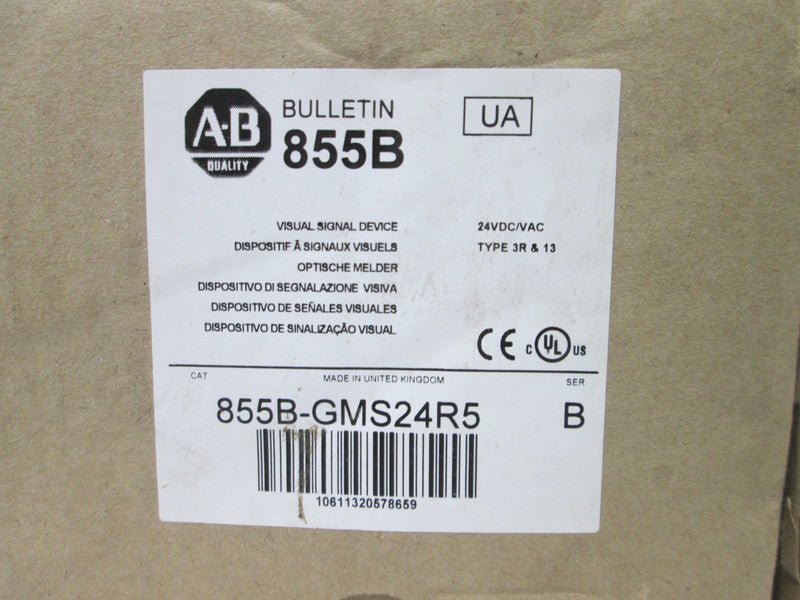 A-B
QUALITY
BULLETIN
855B
UA
VISUAL SIGNAL DEVICE
DISPOSITIF Â SIGNAUX VISUELS
OPTISCHE MELDER
DISPOSITIVO DI SEGNALAZIONE VISIVA
DISPOSITIVO DE SEÑALES VISUALES
DISPOSITIVO DE SINALIZAÇÃO VISUAL
24VDC/VAC
TYPE 3R & 13
CE C UL US
CAT MADE IN UNITED KINGDOM SER
855B-GMS24R5 B
10611320578659